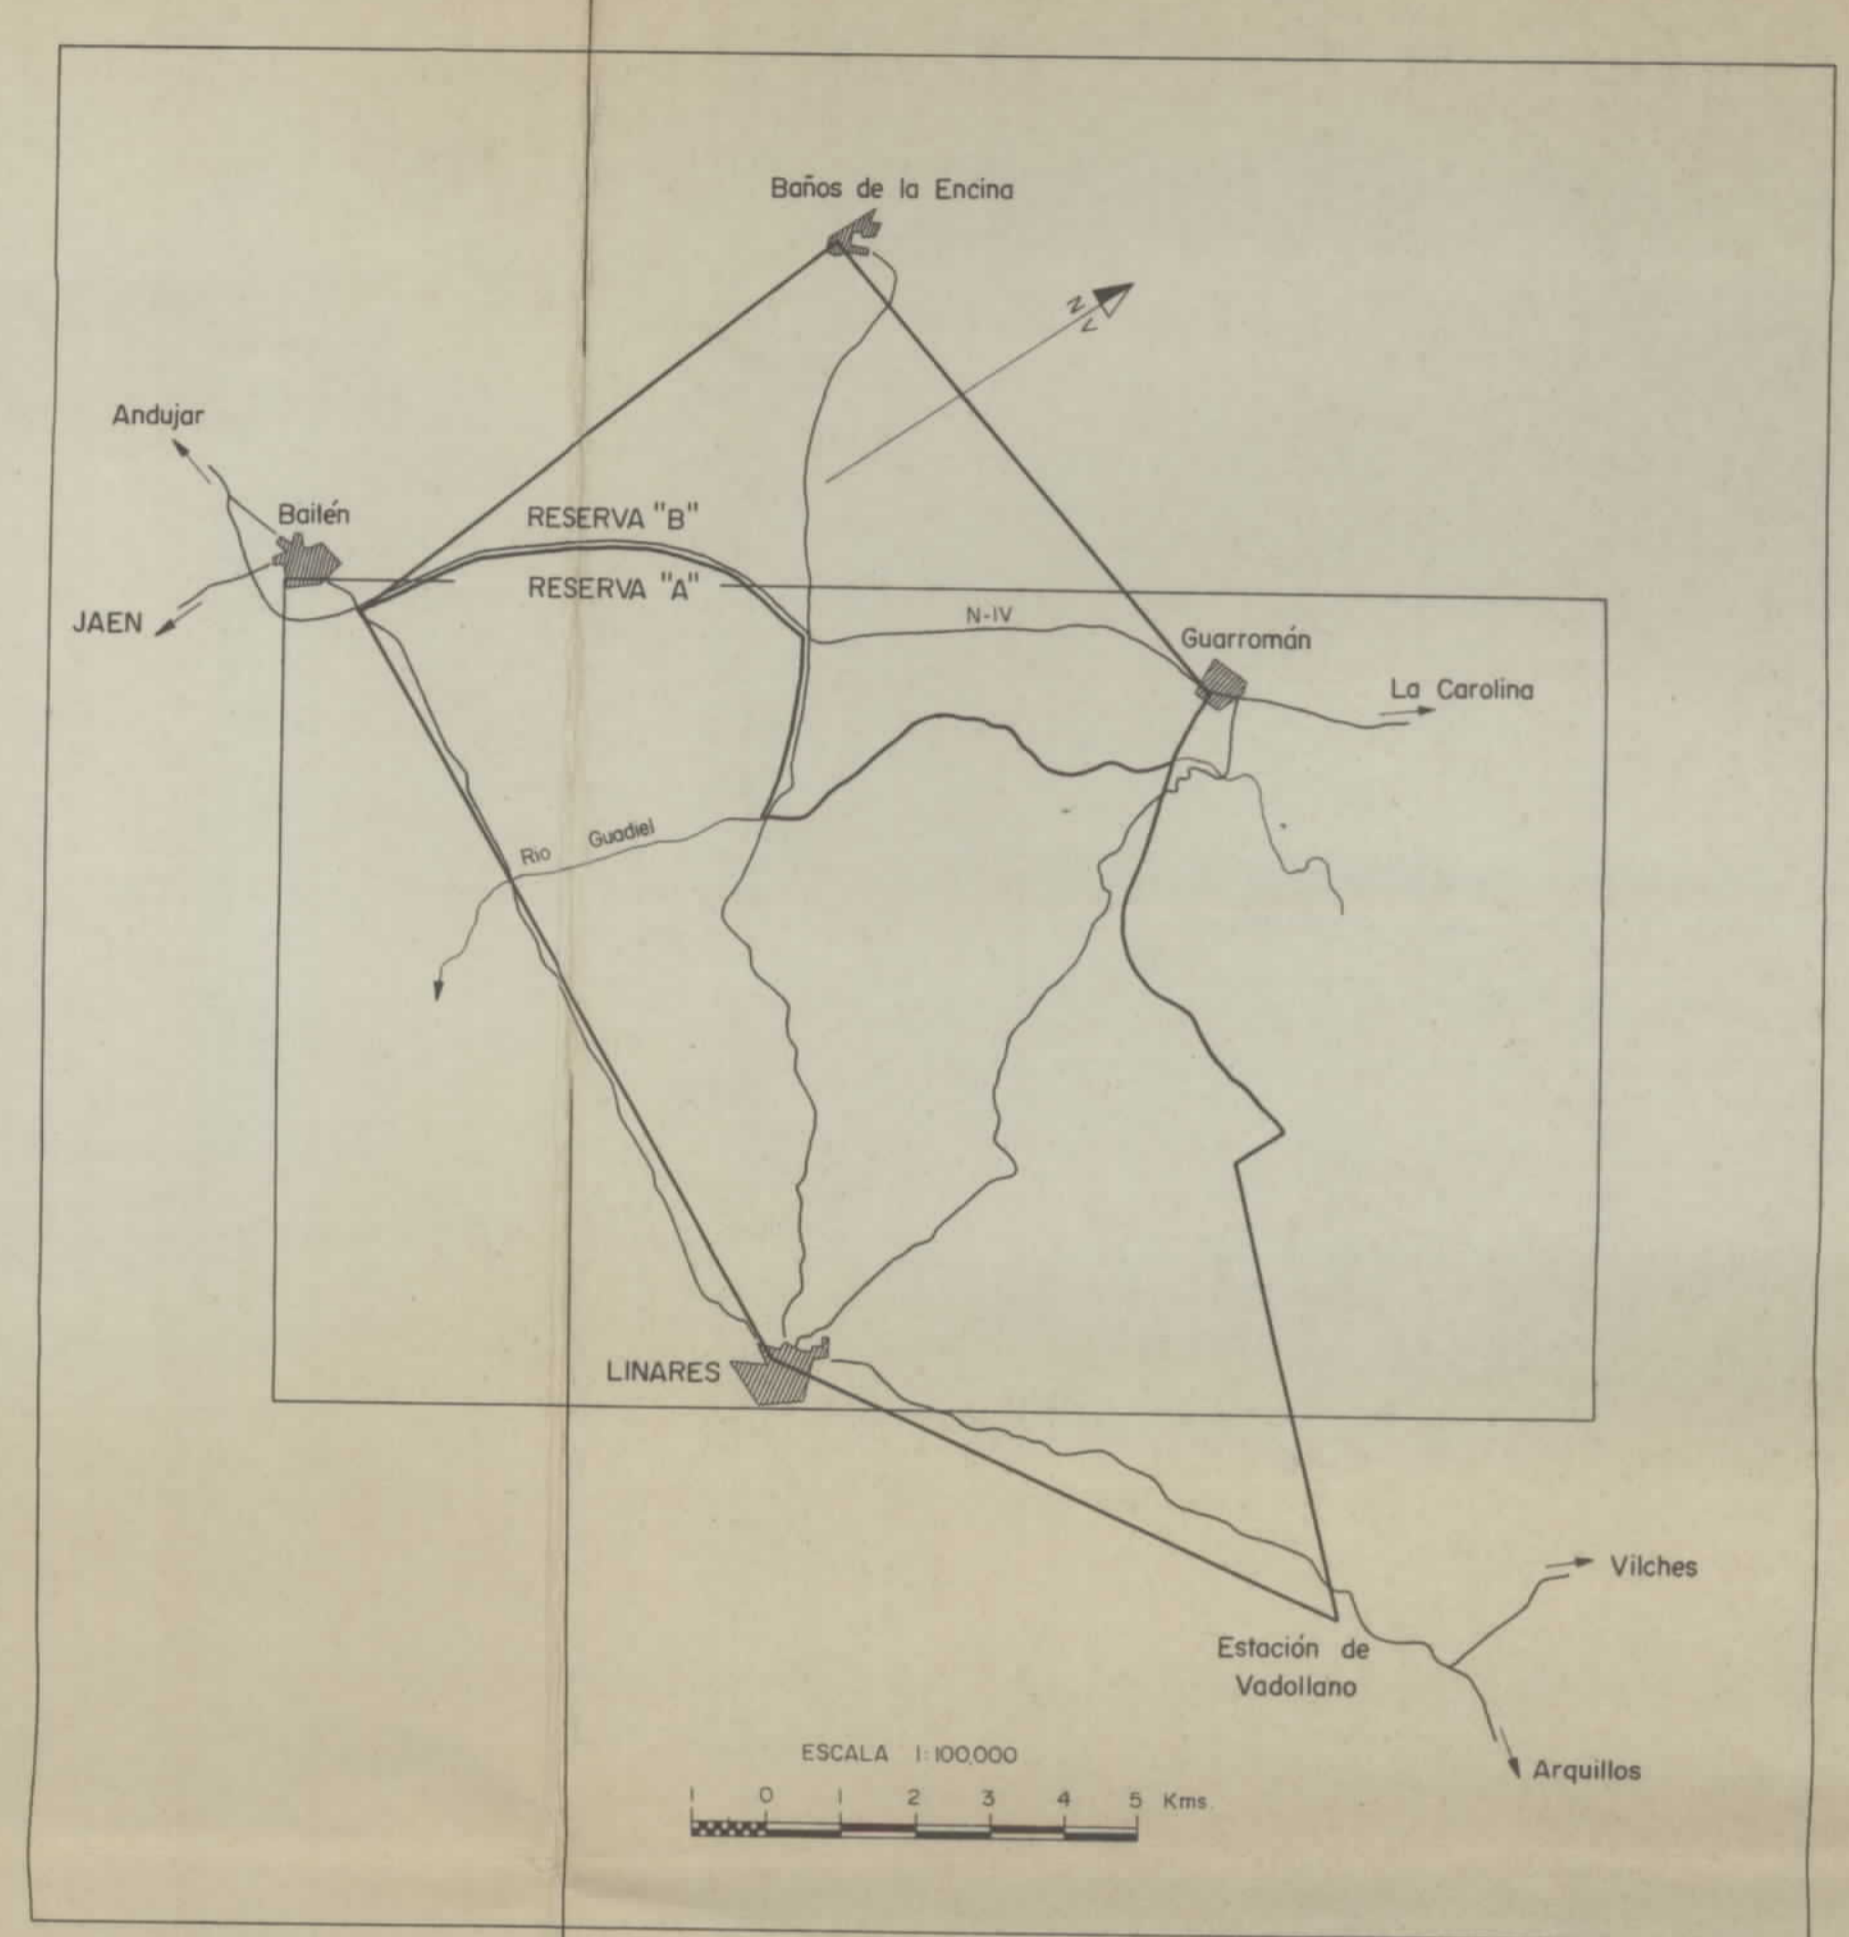 Baños de la Encina
N
Andujar
Bailén
RESERVA "B"
RESERVA "A"
JAEN
N-IV
Guarromán
La Carolina
Rio Guadiel
LINARES
Vilches
Estación de
Vadollano
Arquillos
ESCALA 1:100,000
1 0 1 2 3 4 5 Kms.